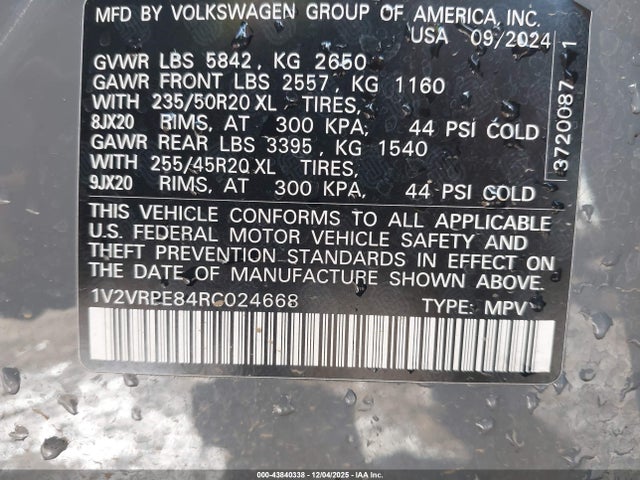 MFD BY VOLKSWAGEN GROUP OF AMERICA, INC.
USA 09/2024
GVWR LBS 5842, KG 2650
GAWR FRONT LBS 2557, KG 1160
WITH 235/50R20 XL TIRES,
8JX20 RIMS, AT 300 KPA, 44 PSI COLD
GAWR REAR LBS 3395, KG 1540
WITH 255/45R20 XL TIRES,
9JX20 RIMS, AT 300 KPA, 44 PSI COLD
3720087 1
THIS VEHICLE CONFORMS TO ALL APPLICABLE
U.S. FEDERAL MOTOR VEHICLE SAFETY AND
THEFT PREVENTION STANDARDS IN EFFECT ON
THE DATE OF MANUFACTURE SHOWN ABOVE.
1V2VRPE84RC024668 TYPE: MPV
000-43840338 - 12/04/2025 - IAA Corp.